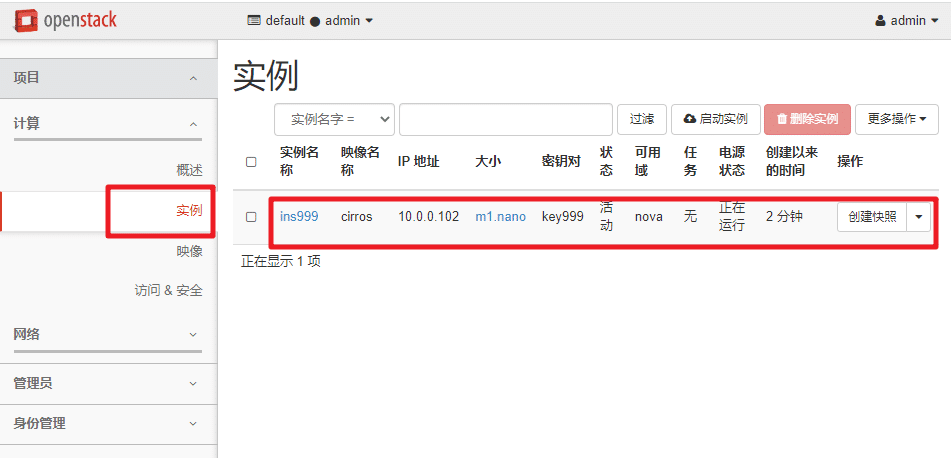 openstack
default ● admin
admin
项目
计算
概述
实例
映像
访问 & 安全
网络
管理员
身份管理
实例
实例名字 =
过滤
启动实例
删除实例
更多操作
实例名称 映像名称 IP 地址 大小 密钥对 状态 可用域 任务 电源状态 创建以来的时间 操作
ins999 cirros 10.0.0.102 m1.nano key999 活动 nova 无 正在运行 2 分钟 创建快照
正在显示 1 项